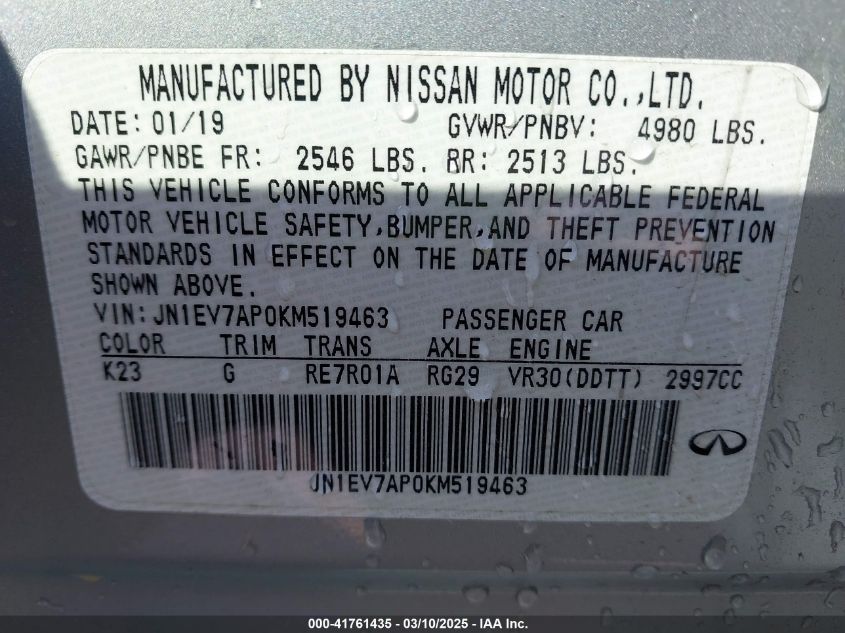 MANUFACTURED BY NISSAN MOTOR CO.,LTD.
DATE: 01/19 GVWR/PNBV: 4980 LBS.
GAWR/PNBE FR: 2546 LBS. RR: 2513 LBS.
THIS VEHICLE CONFORMS TO ALL APPLICABLE FEDERAL
MOTOR VEHICLE SAFETY,BUMPER,AND THEFT PREVENTION
STANDARDS IN EFFECT ON THE DATE OF MANUFACTURE
SHOWN ABOVE.
VIN:JN1EV7AP0KM519463 PASSENGER CAR
COLOR TRIM TRANS AXLE ENGINE
K23 G RE7R01A RG29 VR30(DDTT) 2997CC
JN1EV7AP0KM519463
000-41761435 - 03/10/2025 - IAA Inc.